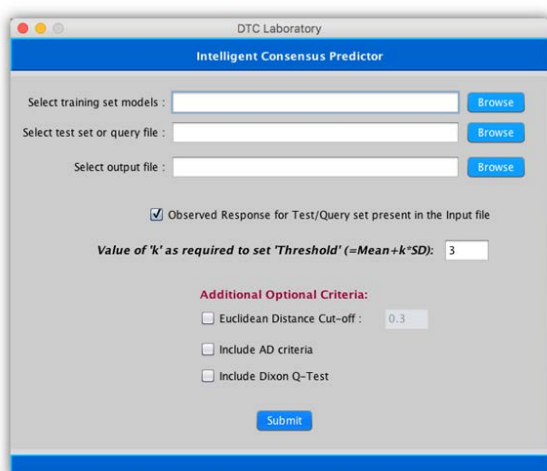 DTC Laboratory
Intelligent Consensus Predictor
Select training set models : Browse
Select test set or query file : Browse
Select output file : Browse
Observed Response for Test/Query set present in the Input file
Value of 'k' as required to set 'Threshold' (=Mean+k*SD): 3
Additional Optional Criteria:
Euclidean Distance Cut-off : 0.3
Include AD criteria
Include Dixon Q-Test
Submit